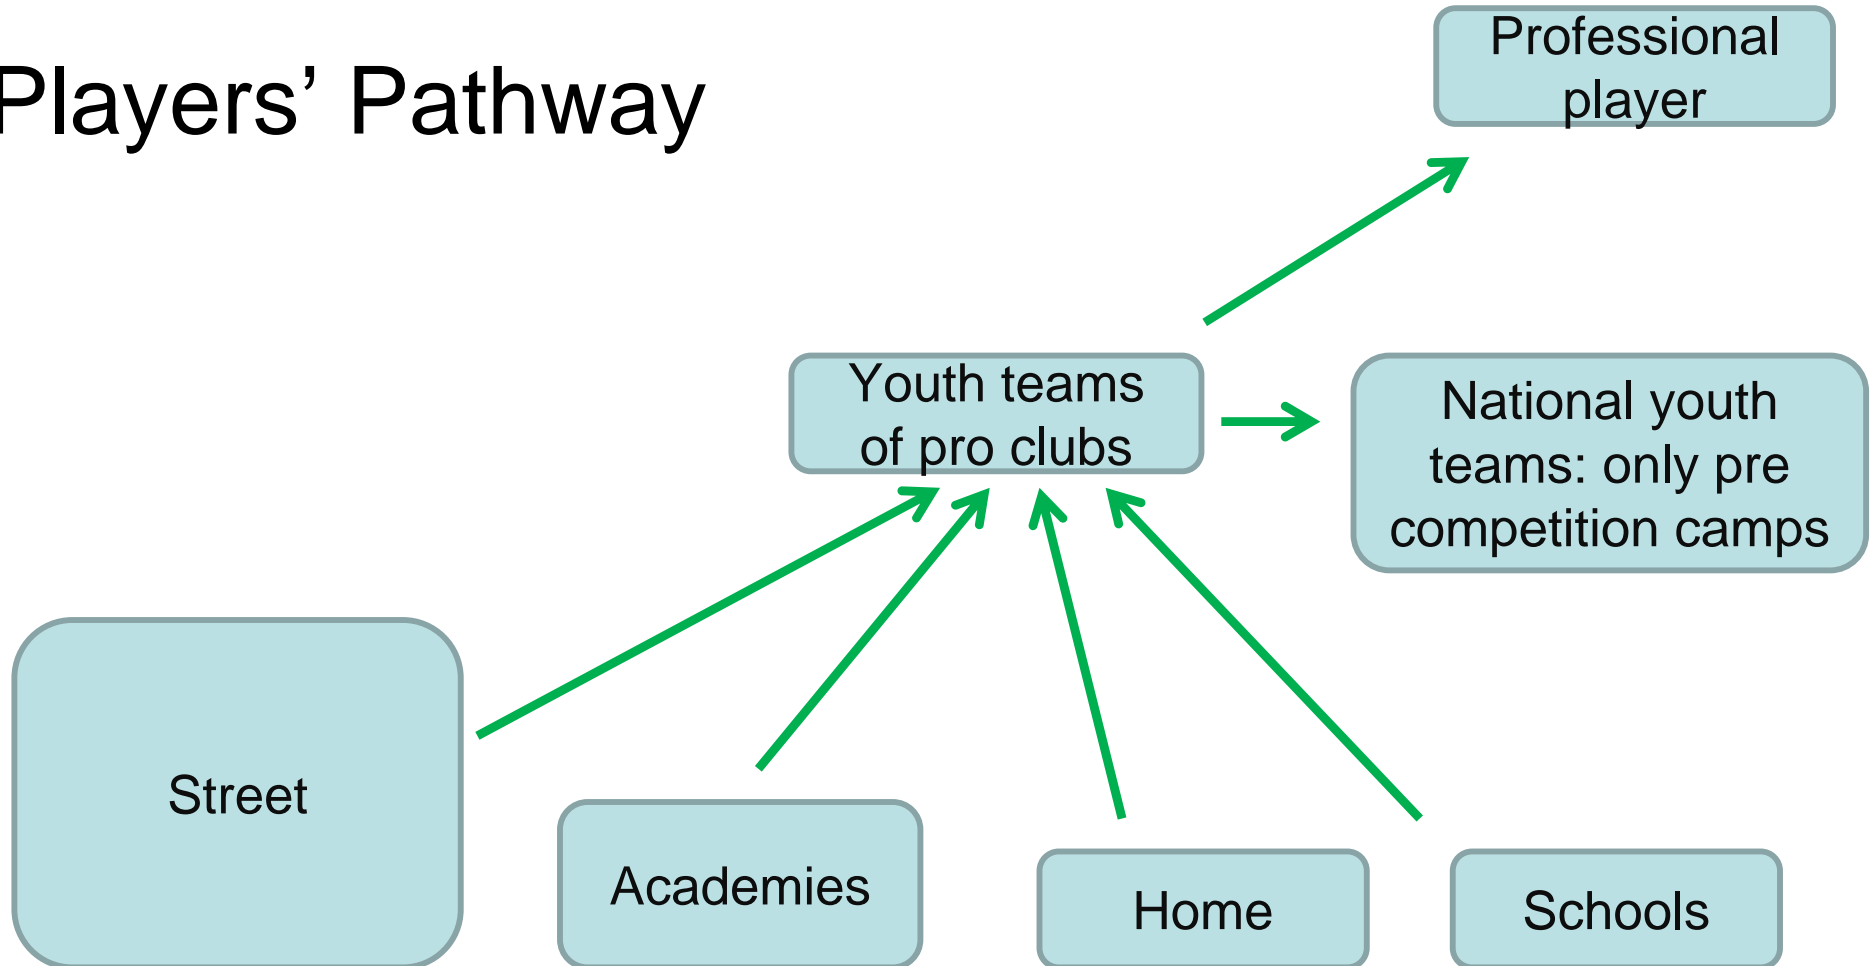 Players’ Pathway
Professional
player
Youth teams
of pro clubs
National youth
teams: only pre
competition camps
Street
Academies
Home
Schools